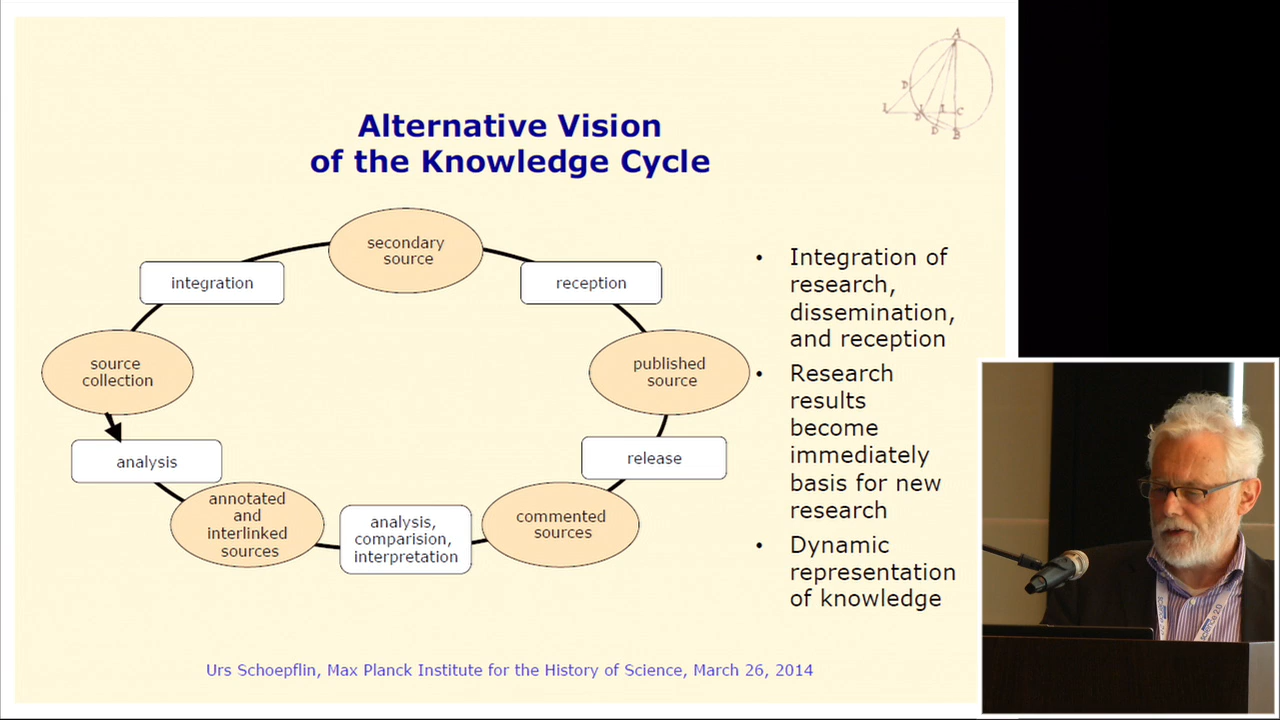 Alternative Vision
of the Knowledge Cycle
secondary
source
integration
reception
source
collection
published
source
analysis
release
annotated
and
interlinked
sources
analysis,
comparision,
interpretation
commented
sources
• Integration of
research,
dissemination,
and reception
• Research
results
become
immediately
basis for new
research
• Dynamic
representation
of knowledge
Urs Schoepflin, Max Planck Institute for the History of Science, March 26, 2014
A
D
C
B
D